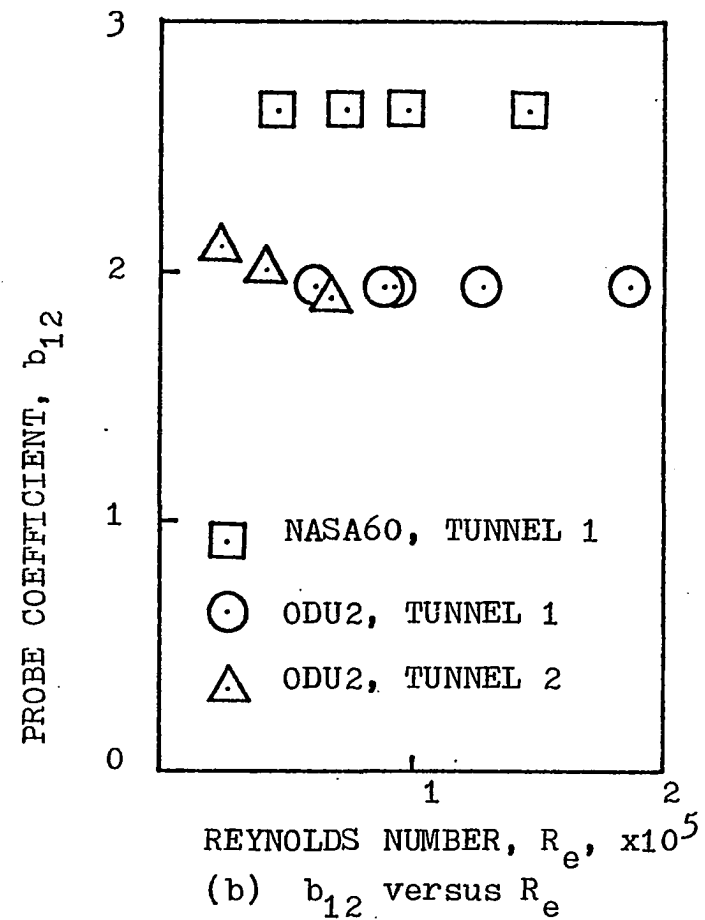 3
2
1
0
PROBE COEFFICIENT, b12
NASA60, TUNNEL 1
ODU2, TUNNEL 1
ODU2, TUNNEL 2
1 2
REYNOLDS NUMBER, Re, x10^5
(b) b12 versus Re